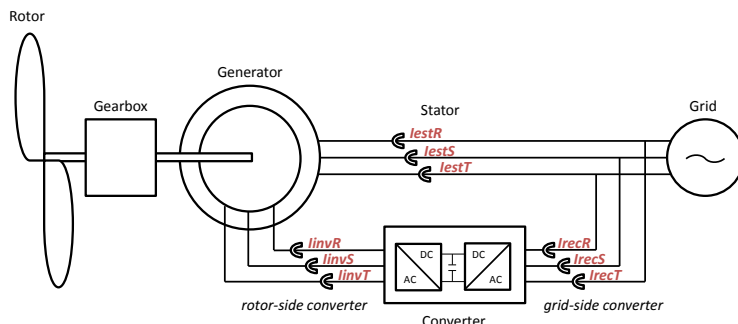 Rotor
Generator
Gearbox
Stator
Grid
IestR
IestS
IestT
IinvR
IinvS
IinvT
DC
AC
DC
AC
IrecR
IrecS
IrecT
rotor-side converter
grid-side converter
Converter